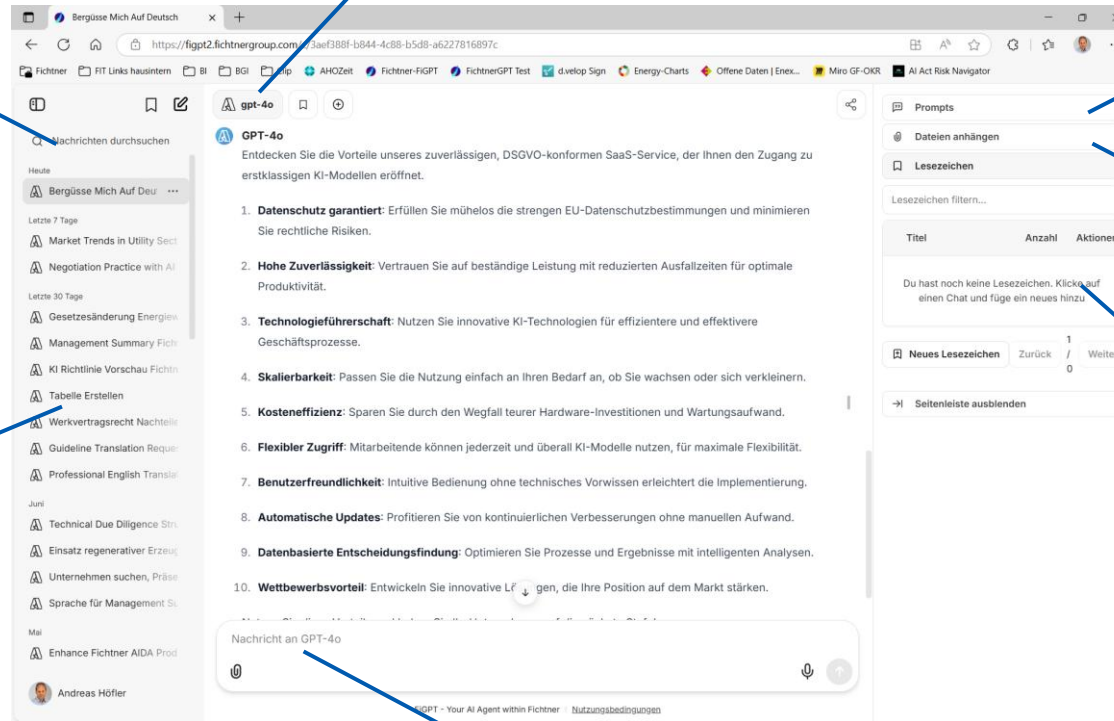 Bergüsse Mich Auf Deutsch
https://figpt2.fichtnergroup.com/c/3aef388f-b844-4c88-b5d8-a6227816897c
Fichtner FIT Links hausintern BI BGI AHOZeit Fichtner-FiGPT FichtnerGPT Test d.velop Sign Energy-Charts Offene Daten | Enex... Miro GF-OKR AI Act Risk Navigator
Nachrichten durchsuchen
Heute
Bergüsse Mich Auf Deu
Letzte 7 Tage
Market Trends in Utility Sect
Negotiation Practice with AI
Letzte 30 Tage
Gesetzesänderung Energiew
Management Summary Ficht
KI Richtlinie Vorschau Fichtn
Tabelle Erstellen
Werkvertragsrecht Nachteile
Guideline Translation Reques
Professional English Translat
Juni
Technical Due Diligence Stru
Einsatz regenerativer Erzeug
Unternehmen suchen, Präse
Sprache für Management Su
Mai
Enhance Fichtner AIDA Prod
Andreas Höfler
gpt-4o
GPT-4o
Entdecken Sie die Vorteile unseres zuverlässigen, DSGVO-konformen SaaS-Service, der Ihnen den Zugang zu
erstklassigen KI-Modellen eröffnet.
1. Datenschutz garantiert: Erfüllen Sie mühelos die strengen EU-Datenschutzbestimmungen und minimieren
Sie rechtliche Risiken.
2. Hohe Zuverlässigkeit: Vertrauen Sie auf beständige Leistung mit reduzierten Ausfallzeiten für optimale
Produktivität.
3. Technologieführerschaft: Nutzen Sie innovative KI-Technologien für effizientere und effektivere
Geschäftsprozesse.
4. Skalierbarkeit: Passen Sie die Nutzung einfach an Ihren Bedarf an, ob Sie wachsen oder sich verkleinern.
5. Kosteneffizienz: Sparen Sie durch den Wegfall teurer Hardware-Investitionen und Wartungsaufwand.
6. Flexibler Zugriff: Mitarbeitende können jederzeit und überall KI-Modelle nutzen, für maximale Flexibilität.
7. Benutzerfreundlichkeit: Intuitive Bedienung ohne technisches Vorwissen erleichtert die Implementierung.
8. Automatische Updates: Profitieren Sie von kontinuierlichen Verbesserungen ohne manuellen Aufwand.
9. Datenbasierte Entscheidungsfindung: Optimieren Sie Prozesse und Ergebnisse mit intelligenten Analysen.
10. Wettbewerbsvorteil: Entwickeln Sie innovative Lösungen, die Ihre Position auf dem Markt stärken.
Nachricht an GPT-4o
FiGPT - Your AI Agent within Fichtner Nutzungsbedingungen
Prompts
Dateien anhängen
Lesezeichen
Lesezeichen filtern...
Titel Anzahl Aktionen
Du hast noch keine Lesezeichen. Klicke auf
einen Chat und füge ein neues hinzu
Neues Lesezeichen Zurück 1 / 0 Weite
Seitenleiste ausblenden